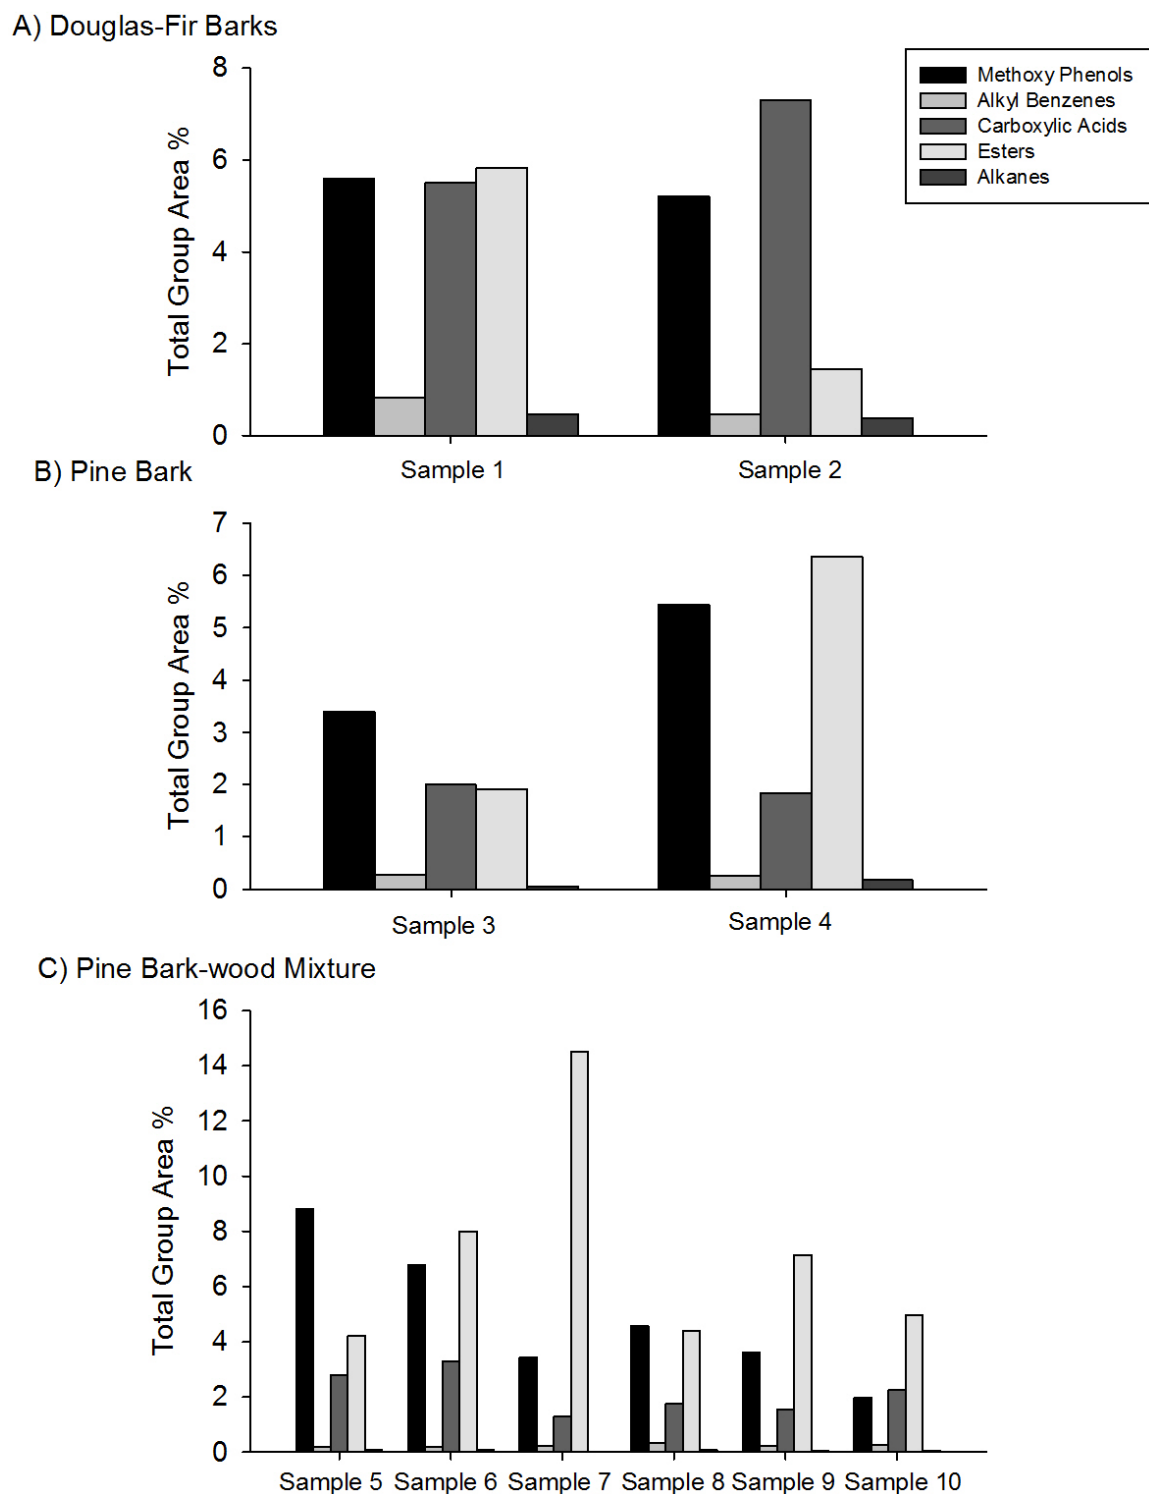 A) Douglas-Fir Barks
Methoxy Phenols
Alkyl Benzenes
Carboxylic Acids
Esters
Alkanes
Total Group Area %
8
6
4
2
0
Sample 1 Sample 2
B) Pine Bark
Total Group Area %
7
6
5
4
3
2
1
0
Sample 3 Sample 4
C) Pine Bark-wood Mixture
Total Group Area %
16
14
12
10
8
6
4
2
0
Sample 5 Sample 6 Sample 7 Sample 8 Sample 9 Sample 10